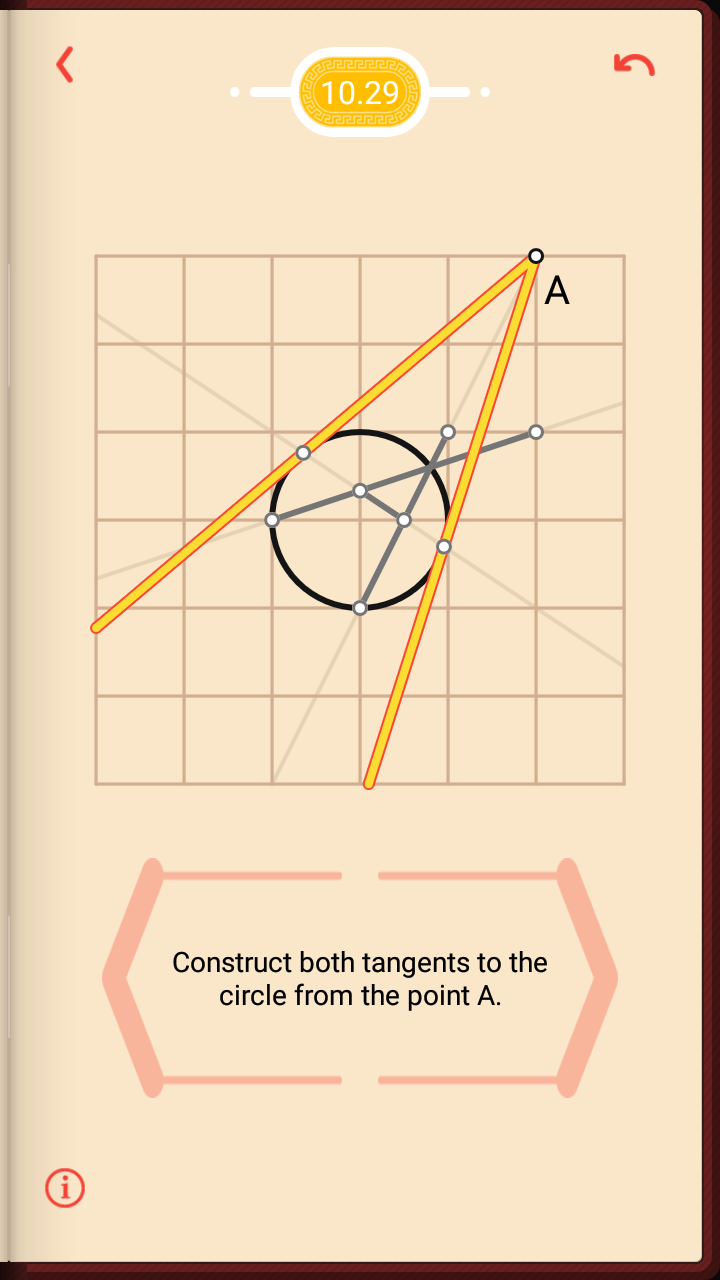 10.29
A
Construct both tangents to the
circle from the point A.
i